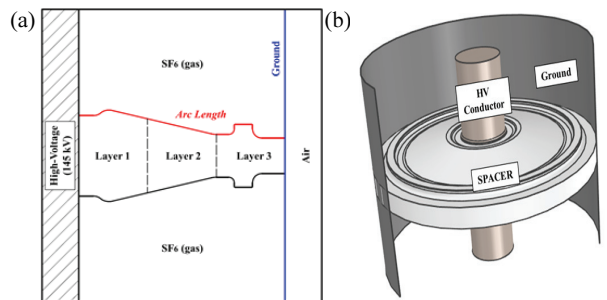 (a)
SF6 (gas)
Ground
Arc Length
High-Voltage
(145 kV)
Layer 1
Layer 2
Layer 3
Air
SF6 (gas)
(b)
HV
Conductor
Ground
SPACER